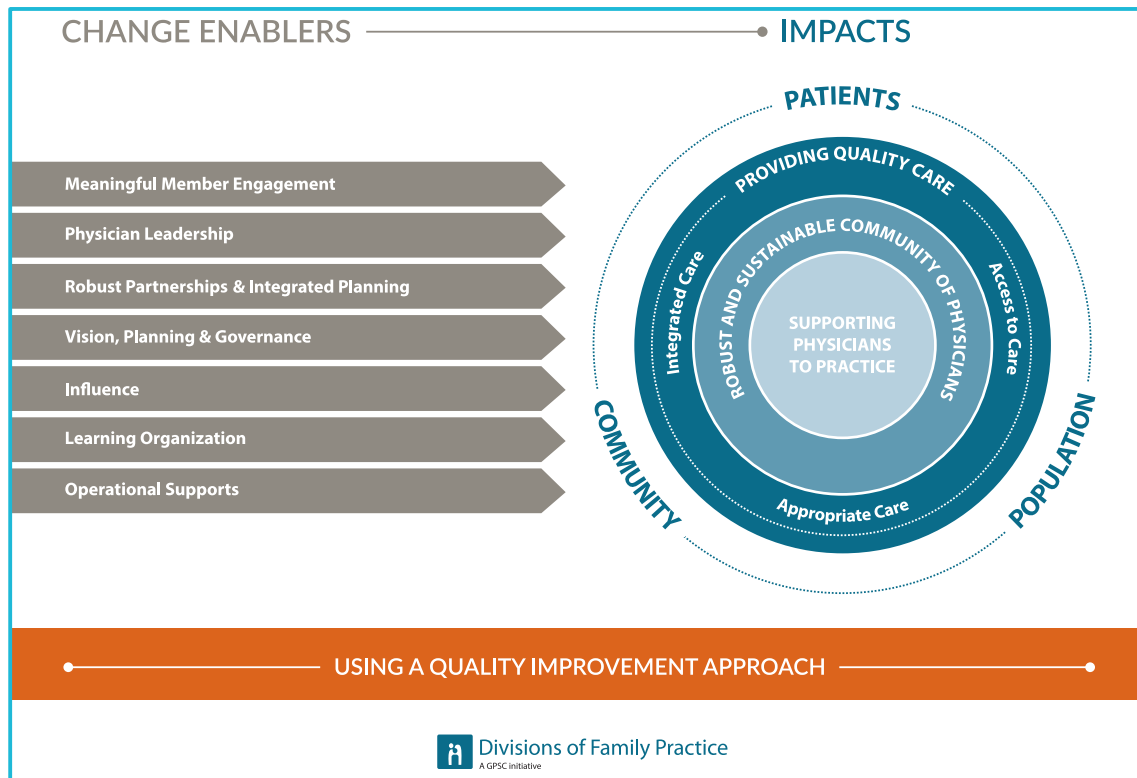 CHANGE ENABLERS
IMPACTS
Meaningful Member Engagement
Physician Leadership
Robust Partnerships & Integrated Planning
Vision, Planning & Governance
Influence
Learning Organization
Operational Supports
PATIENTS
COMMUNITY
POPULATION
PROVIDING QUALITY CARE
Integrated Care
Access to Care
Appropriate Care
ROBUST AND SUSTAINABLE COMMUNITY OF PHYSICIANS
SUPPORTING
PHYSICIANS
TO PRACTICE
USING A QUALITY IMPROVEMENT APPROACH
Divisions of Family Practice
A GPSC initiative